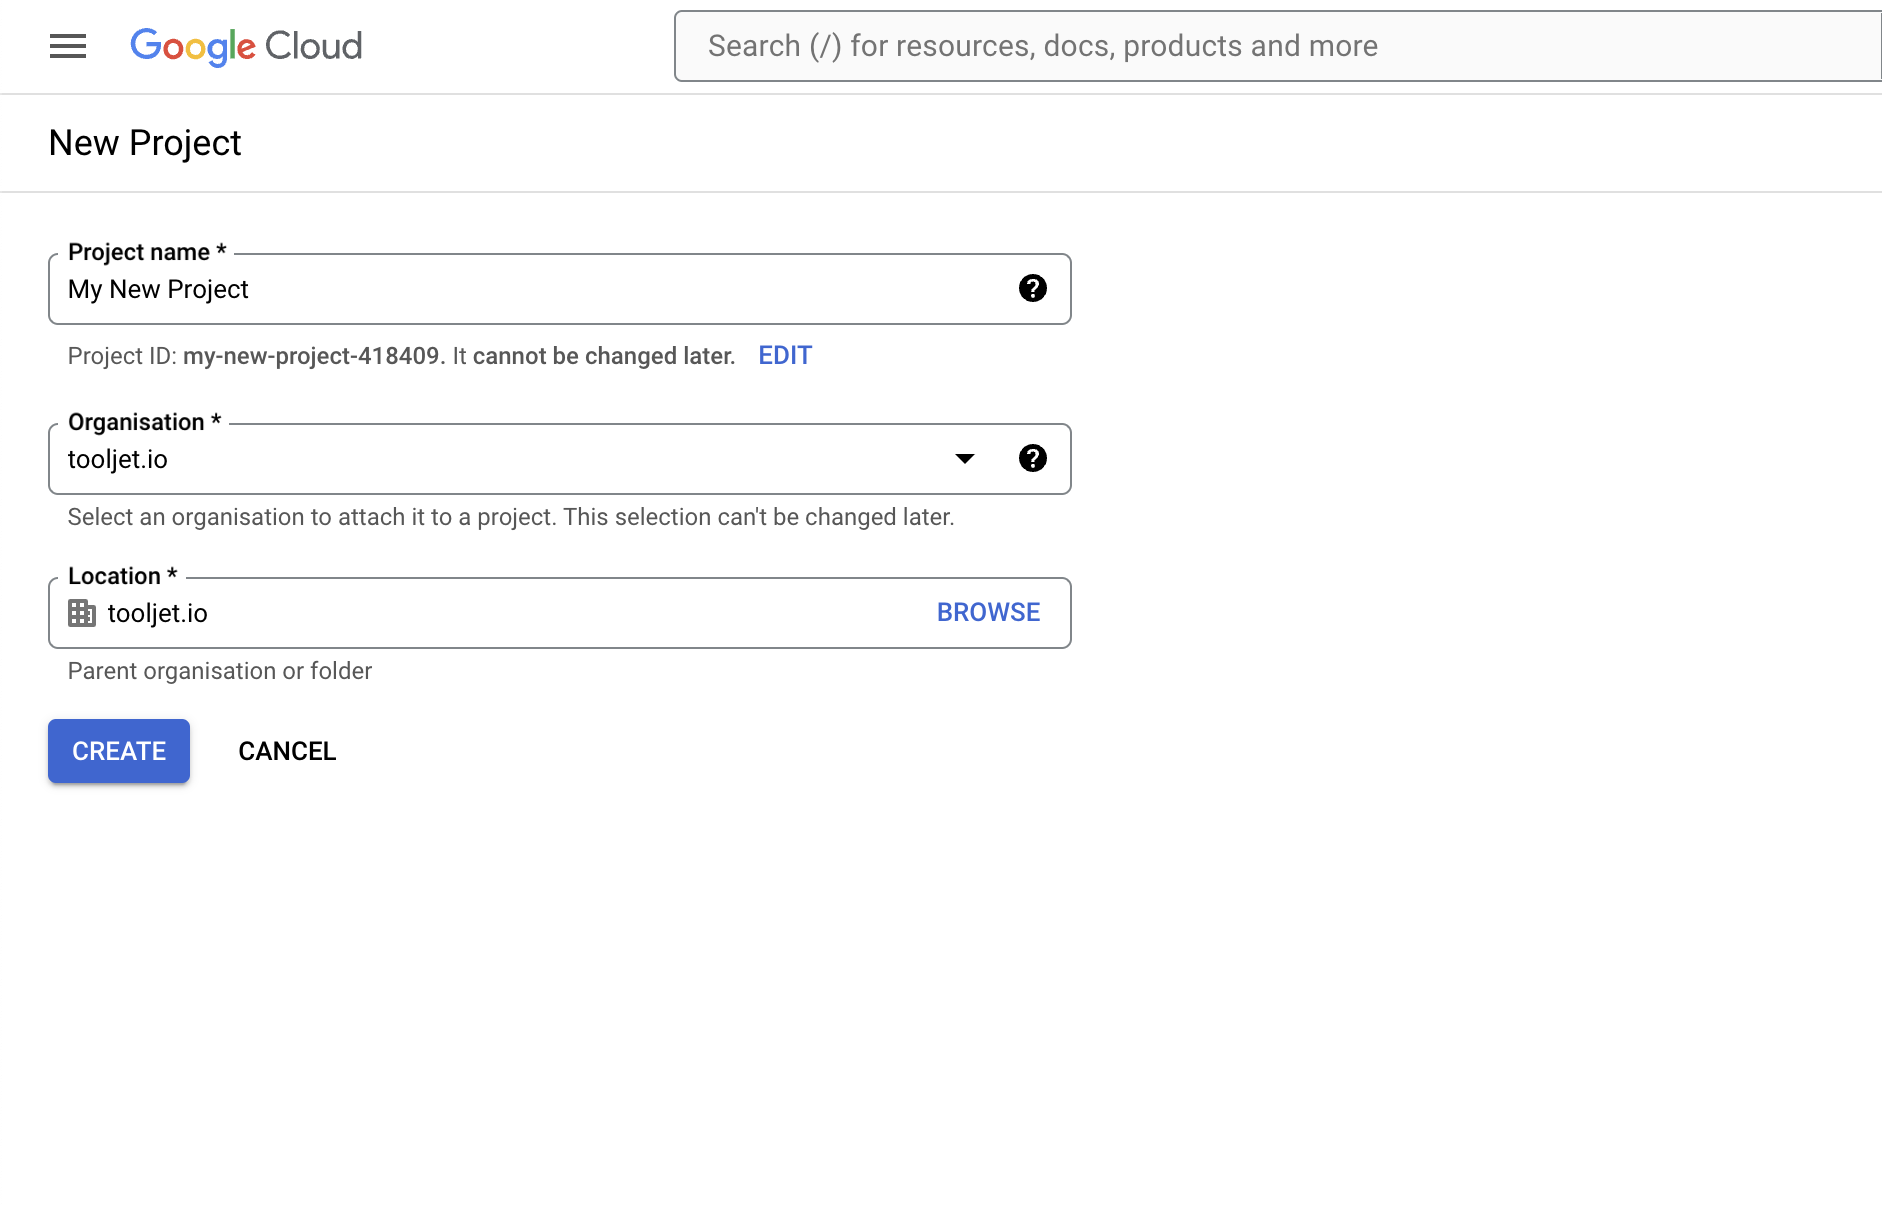 Google Cloud
Search (/) for resources, docs, products and more
New Project
Project name *
My New Project
Project ID: my-new-project-418409. It cannot be changed later. EDIT
Organisation *
tooljet.io
Select an organisation to attach it to a project. This selection can't be changed later.
Location *
tooljet.io BROWSE
Parent organisation or folder
CREATE CANCEL